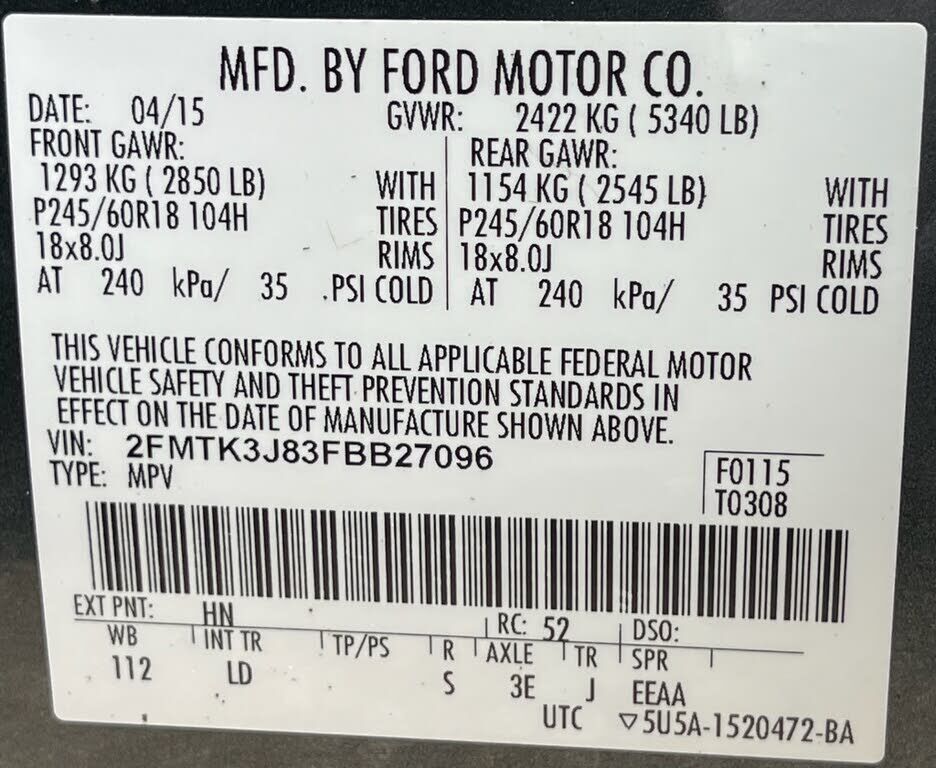 MFD. BY FORD MOTOR CO.
DATE: 04/15 GVWR: 2422 KG ( 5340 LB)
FRONT GAWR: REAR GAWR:
1293 KG ( 2850 LB) WITH 1154 KG ( 2545 LB) WITH
P245/60R18 104H TIRES P245/60R18 104H TIRES
18x8.0J RIMS 18x8.0J RIMS
AT 240 kPa/ 35 PSI COLD AT 240 kPa/ 35 PSI COLD
THIS VEHICLE CONFORMS TO ALL APPLICABLE FEDERAL MOTOR
VEHICLE SAFETY AND THEFT PREVENTION STANDARDS IN
EFFECT ON THE DATE OF MANUFACTURE SHOWN ABOVE.
VIN: 2FMTK3J83FBB27096
TYPE: MPV
F0115
T0308
EXT PNT: HN RC: 52 DSO:
WB INT TR TP/PS R AXLE TR SPR
112 LD S 3E J EEAA
UTC ▽5U5A-1520472-BA